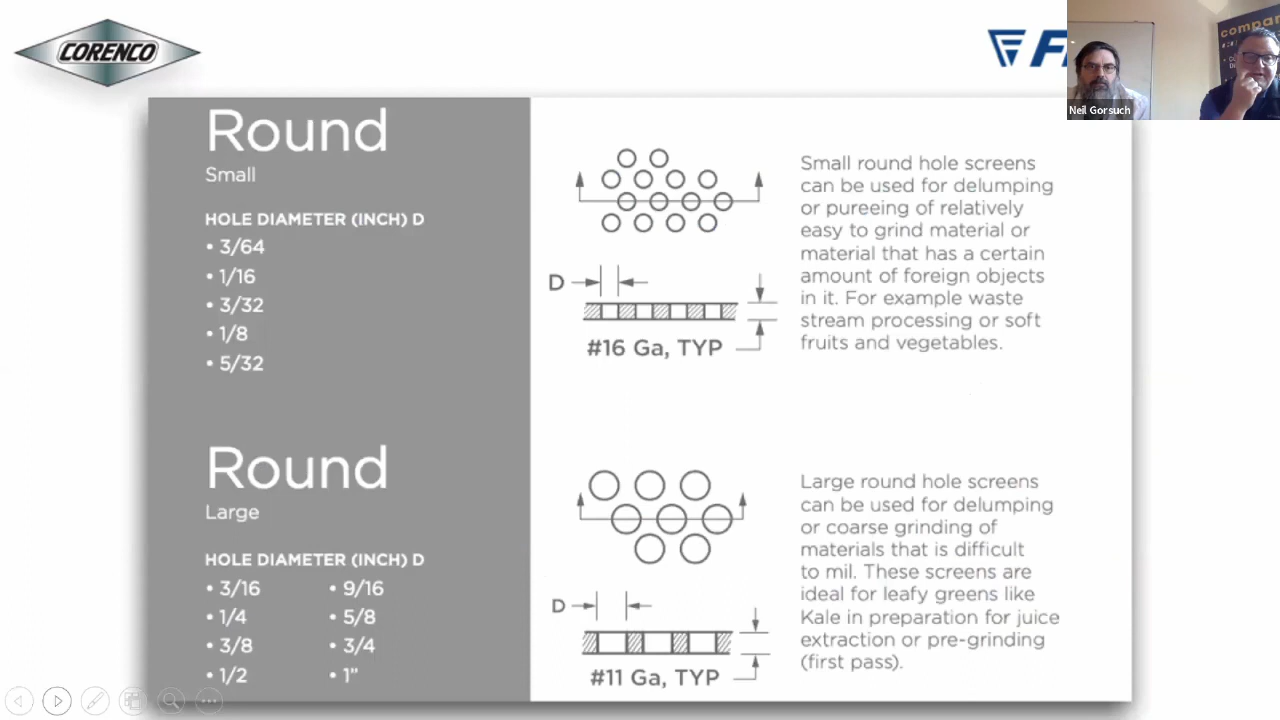 CORENCO
compa
Neil Gorsuch
Round
Small
HOLE DIAMETER (INCH) D
• 3/64
• 1/16
• 3/32
• 1/8
• 5/32
D
#16 Ga, TYP
Small round hole screens
can be used for delumping
or pureeing of relatively
easy to grind material or
material that has a certain
amount of foreign objects
in it. For example waste
stream processing or soft
fruits and vegetables.
Round
Large
HOLE DIAMETER (INCH) D
• 3/16
• 1/4
• 3/8
• 1/2
• 9/16
• 5/8
• 3/4
• 1”
D
#11 Ga, TYP
Large round hole screens
can be used for delumping
or coarse grinding of
materials that is difficult
to mil. These screens are
ideal for leafy greens like
Kale in preparation for juice
extraction or pre-grinding
(first pass).